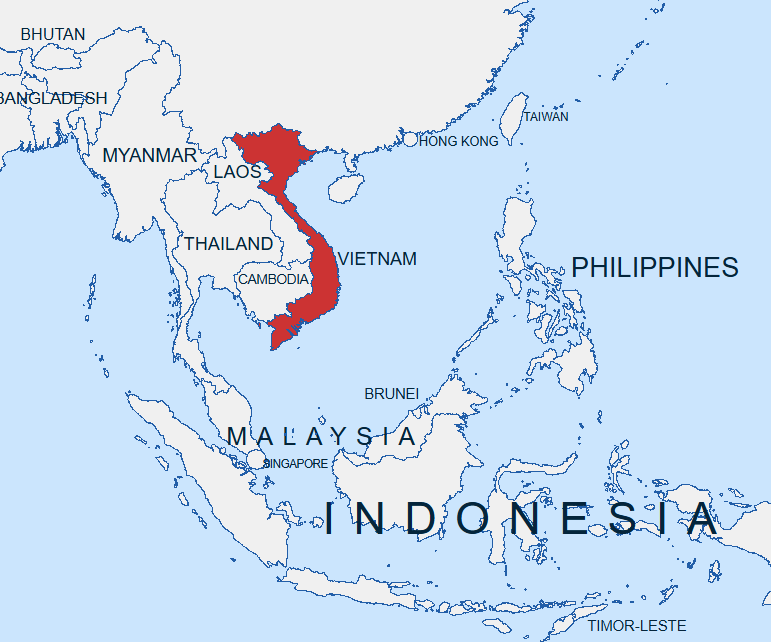 BHUTAN
BANGLADESH
TAIWAN
HONG KONG
MYANMAR
LAOS
THAILAND
VIETNAM
PHILIPPINES
CAMBODIA
BRUNEI
MALAYSIA
SINGAPORE
INDONESIA
TIMOR-LESTE